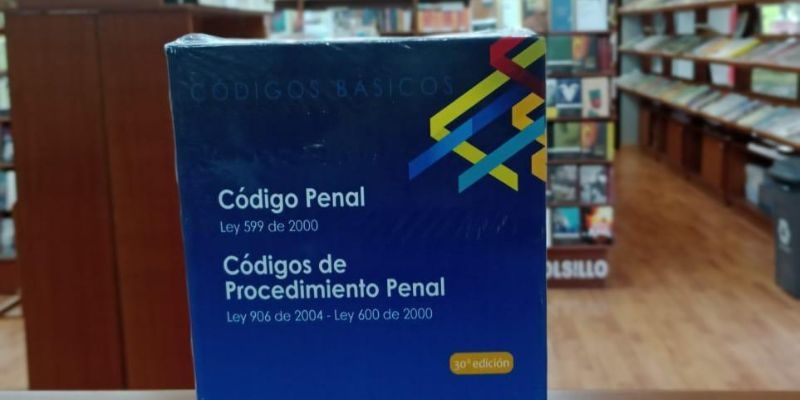 CÓDIGOS BÁSICOS
Código Penal
Ley 599 de 2000
Códigos de
Procedimiento Penal
Ley 906 de 2004 - Ley 600 de 2000
30ª edición
OLSILLO